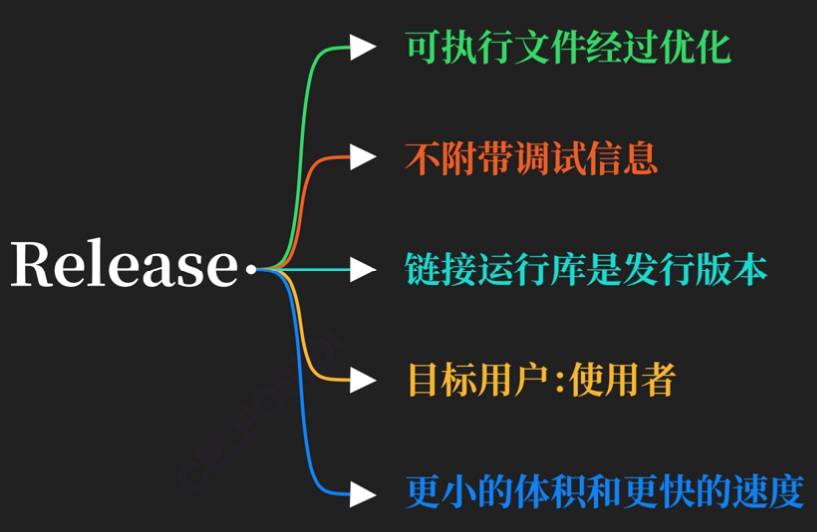 可执行文件经过优化
不附带调试信息
Release
链接运行库是发行版本
目标用户:使用者
更小的体积和更快的速度